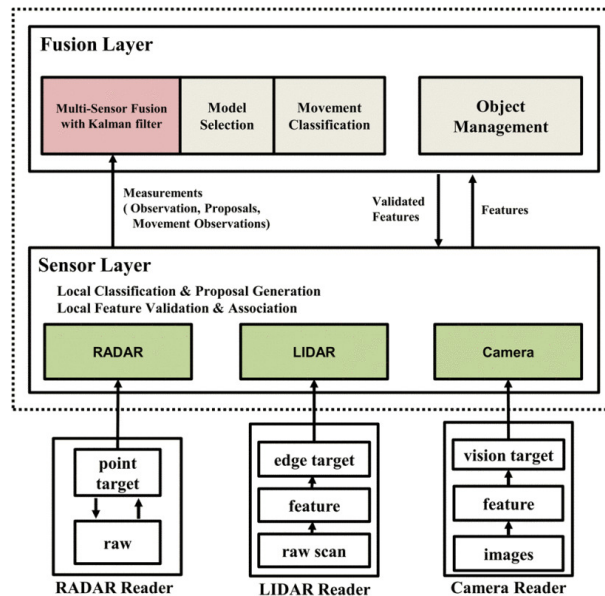 Fusion Layer
Multi-Sensor Fusion
with Kalman filter
Model
Selection
Movement
Classification
Object
Management
Measurements
( Observation, Proposals,
Movement Observations)
Validated
Features
Features
Sensor Layer
Local Classification & Proposal Generation
Local Feature Validation & Association
RADAR
LIDAR
Camera
point
target
raw
RADAR Reader
edge target
feature
raw scan
LIDAR Reader
vision target
feature
images
Camera Reader